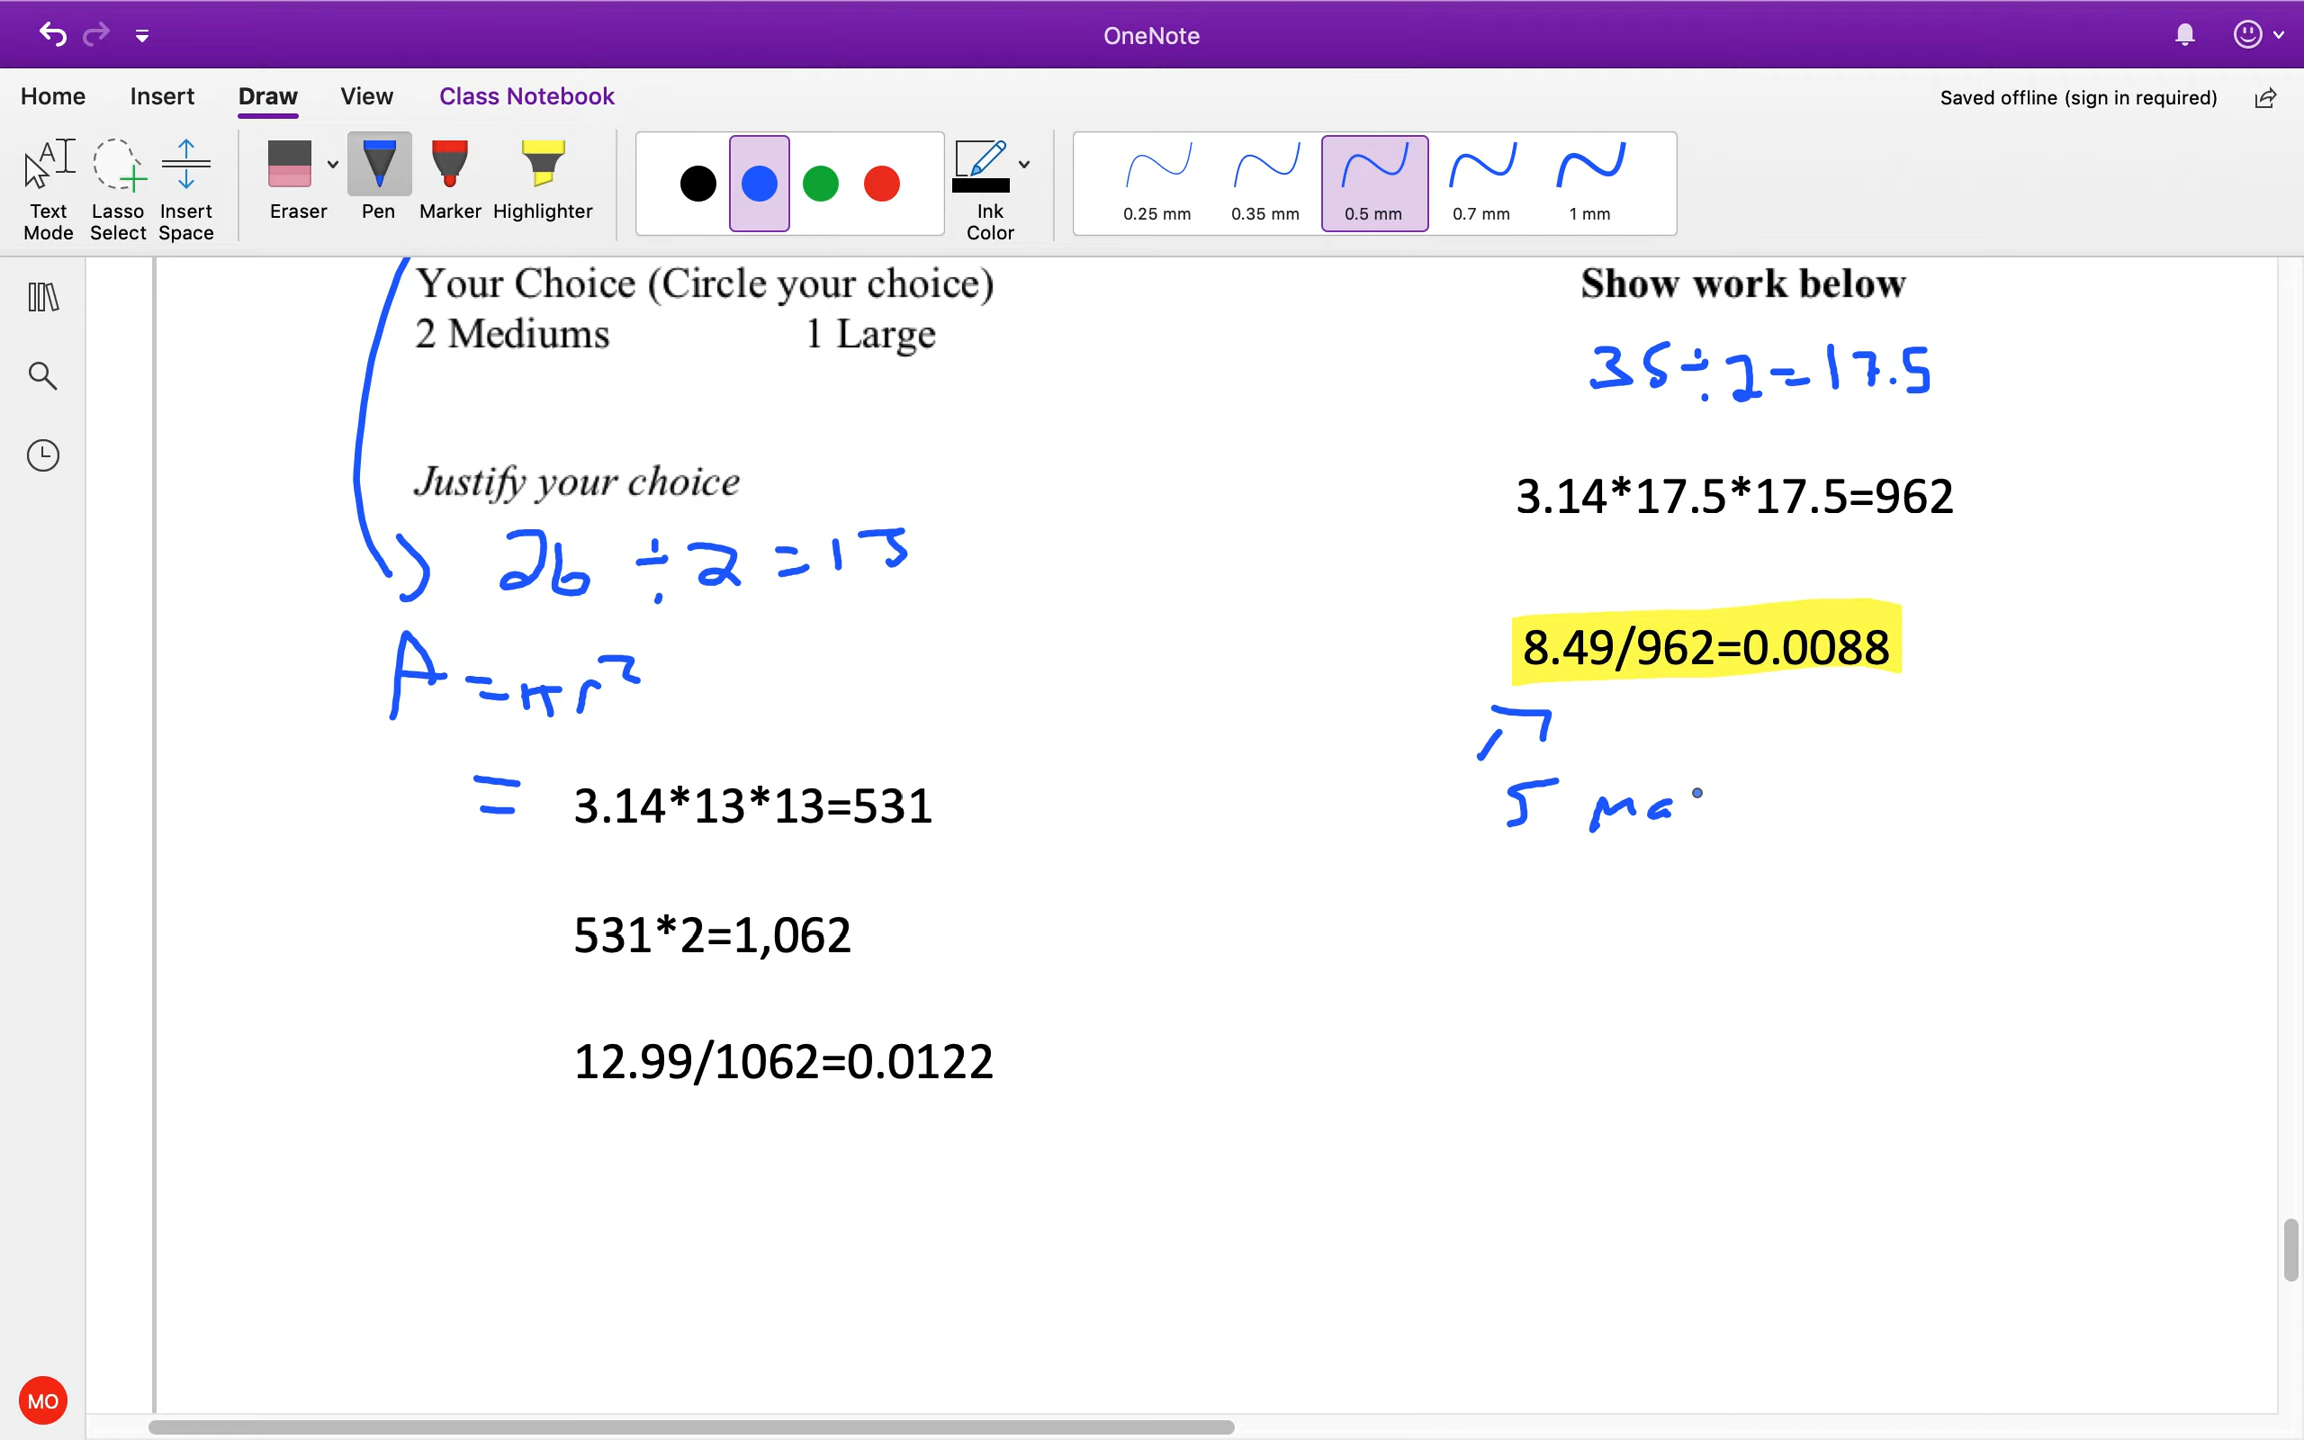 OneNote
Home Insert Draw View Class Notebook
Saved offline (sign in required)
Text Mode
Lasso Select
Insert Space
Eraser
Pen
Marker
Highlighter
Ink Color
0.25 mm
0.35 mm
0.5 mm
0.7 mm
1 mm
Your Choice (Circle your choice)
2 Mediums 1 Large
Justify your choice
26 ÷ 2 = 13
A = πr²
=
3.14*13*13=531
531*2=1,062
12.99/1062=0.0122
Show work below
35 ÷ 2 = 17.5
3.14*17.5*17.5=962
8.49/962=0.0088
5 ma
MO